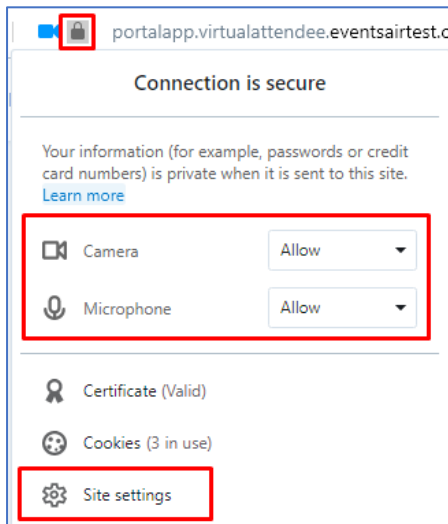 portalapp.virtualattendee.eventsairtest.c
Connection is secure
Your information (for example, passwords or credit
card numbers) is private when it is sent to this site.
Learn more
Camera Allow
Microphone Allow
Certificate (Valid)
Cookies (3 in use)
Site settings